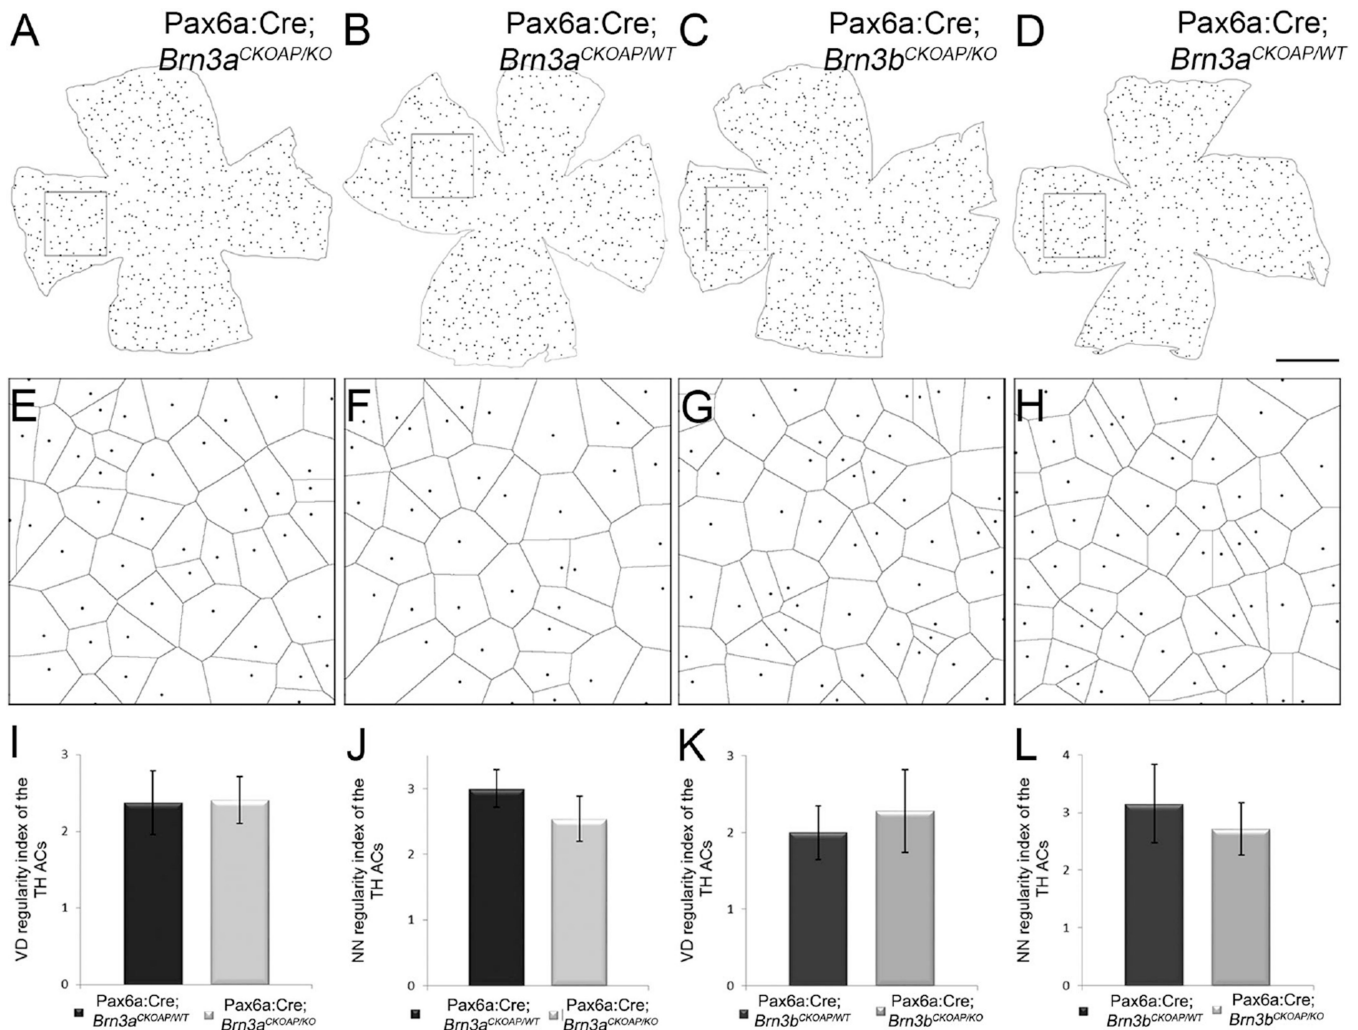 A
Pax6a:Cre;
Brn3aCKOAP/KO
B
Pax6a:Cre;
Brn3aCKOAP/WT
C
Pax6a:Cre;
Brn3bCKOAP/KO
D
Pax6a:Cre;
Brn3aCKOAP/WT
E
F
G
H
I
VD regularity index of the
TH ACs
3
2
1
0
Pax6a:Cre;
Brn3aCKOAP/WT
Pax6a:Cre;
Brn3aCKOAP/KO
J
NN regularity index of the
TH ACs
3
2
1
0
Pax6a:Cre;
Brn3aCKOAP/WT
Pax6a:Cre;
Brn3aCKOAP/KO
K
VD regularity index of the
TH ACs
3
2
1
0
Pax6a:Cre;
Brn3bCKOAP/WT
Pax6a:Cre;
Brn3bCKOAP/KO
L
NN regularity index of the
TH ACs
4
3
2
1
0
Pax6a:Cre;
Brn3bCKOAP/WT
Pax6a:Cre;
Brn3bCKOAP/KO